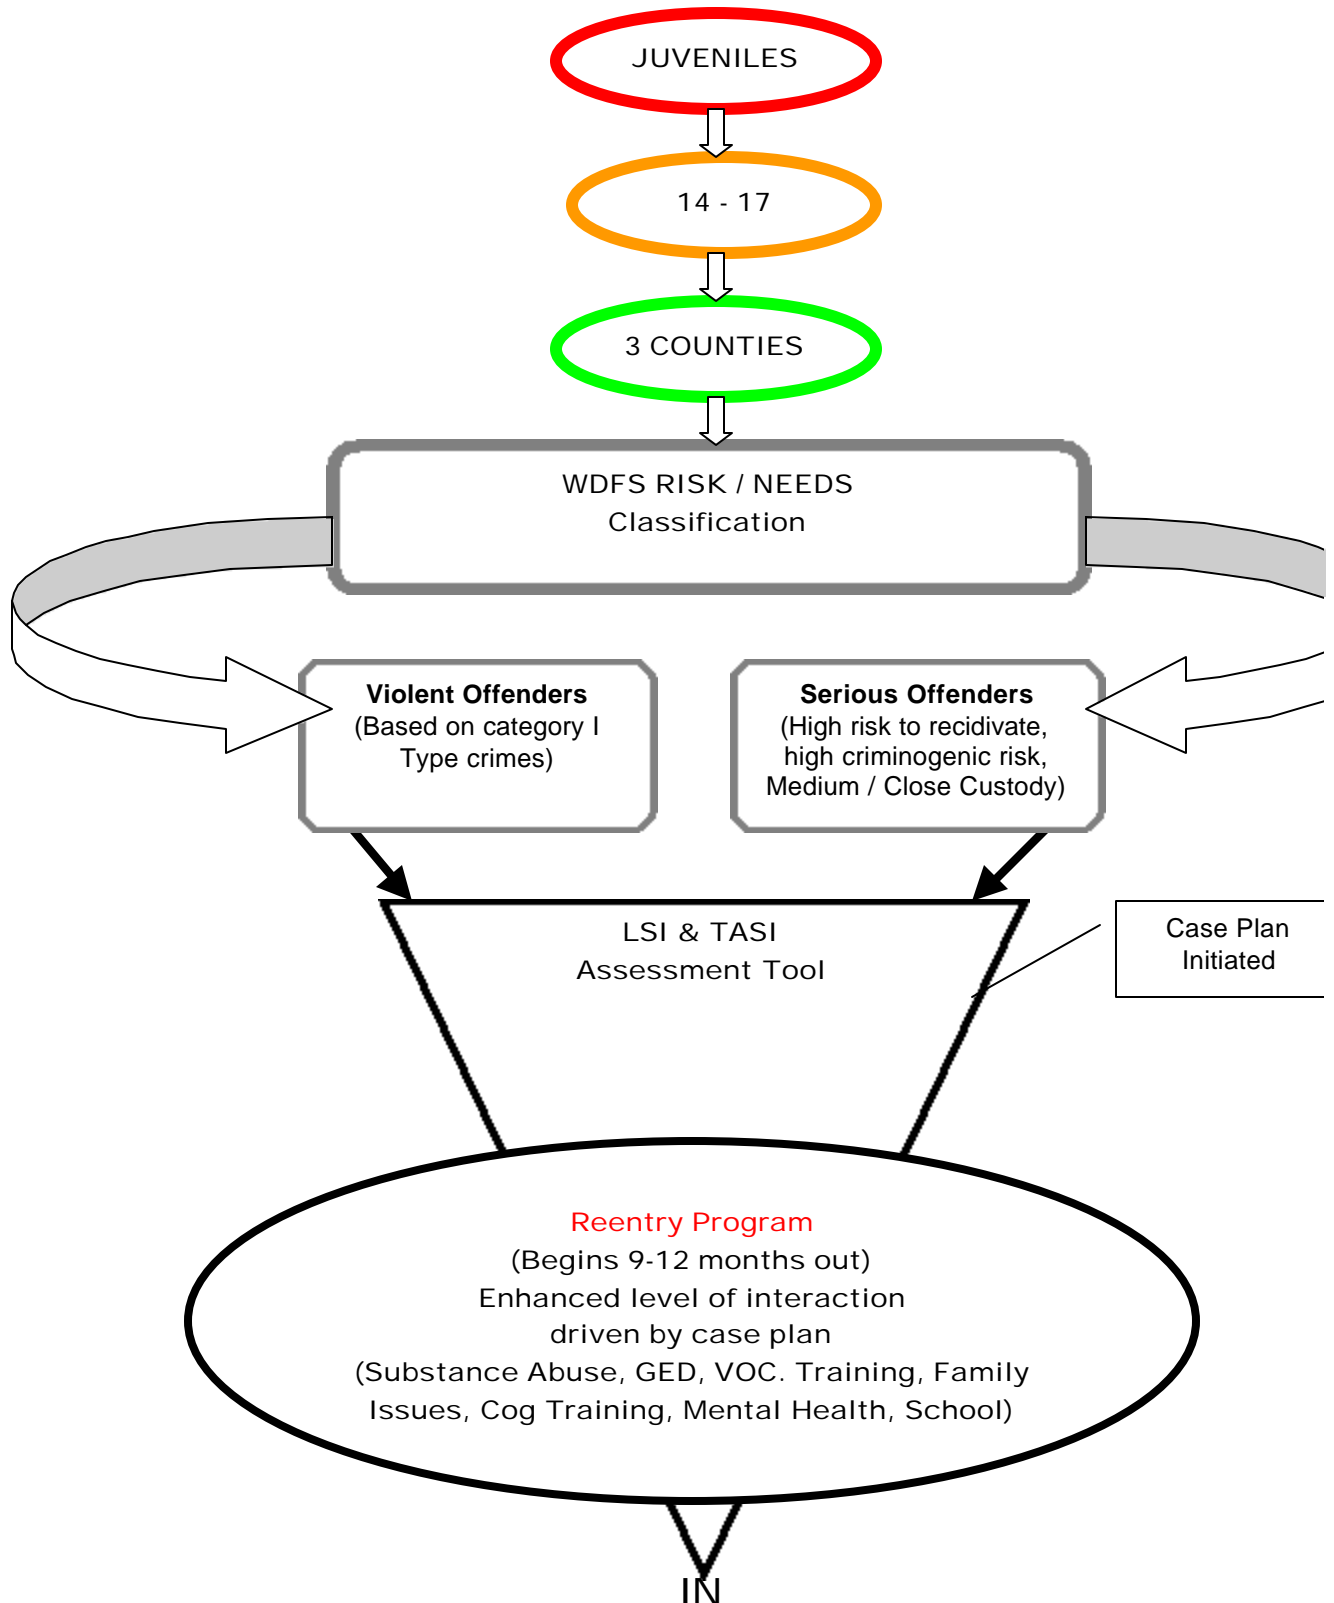 JUVENILES
14 - 17
3 COUNTIES
WDFS RISK / NEEDS
Classification
Violent Offenders
(Based on category I
Type crimes)
Serious Offenders
(High risk to recidivate,
high criminogenic risk,
Medium / Close Custody)
LSI & TASI
Assessment Tool
Case Plan
Initiated
Reentry Program
(Begins 9-12 months out)
Enhanced level of interaction
driven by case plan
(Substance Abuse, GED, VOC. Training, Family
Issues, Cog Training, Mental Health, School)
IN